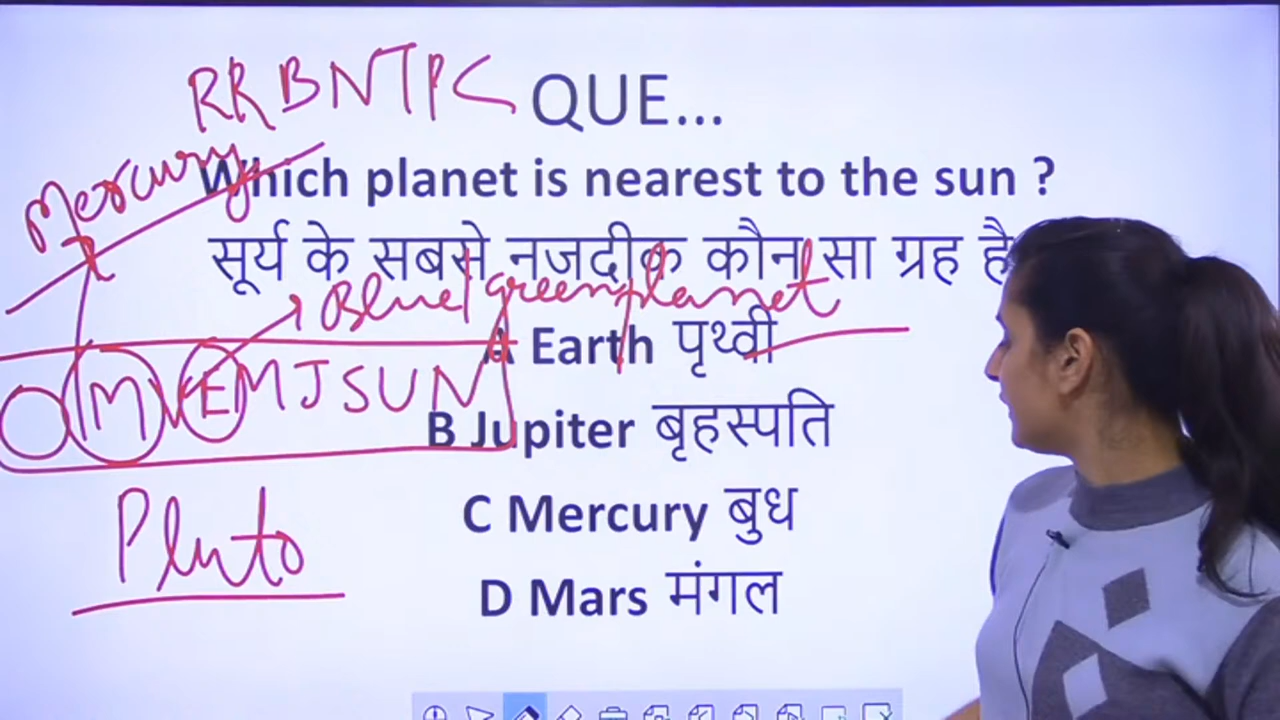 RRBNTPC
QUE...
Mercury
Which planet is nearest to the sun ?
सूर्य के सबसे नजदीक कौन सा ग्रह है
Blue/green planet
A Earth पृथ्वी
MVEMJSUN
B Jupiter बृहस्पति
C Mercury बुध
Pluto
D Mars मंगल